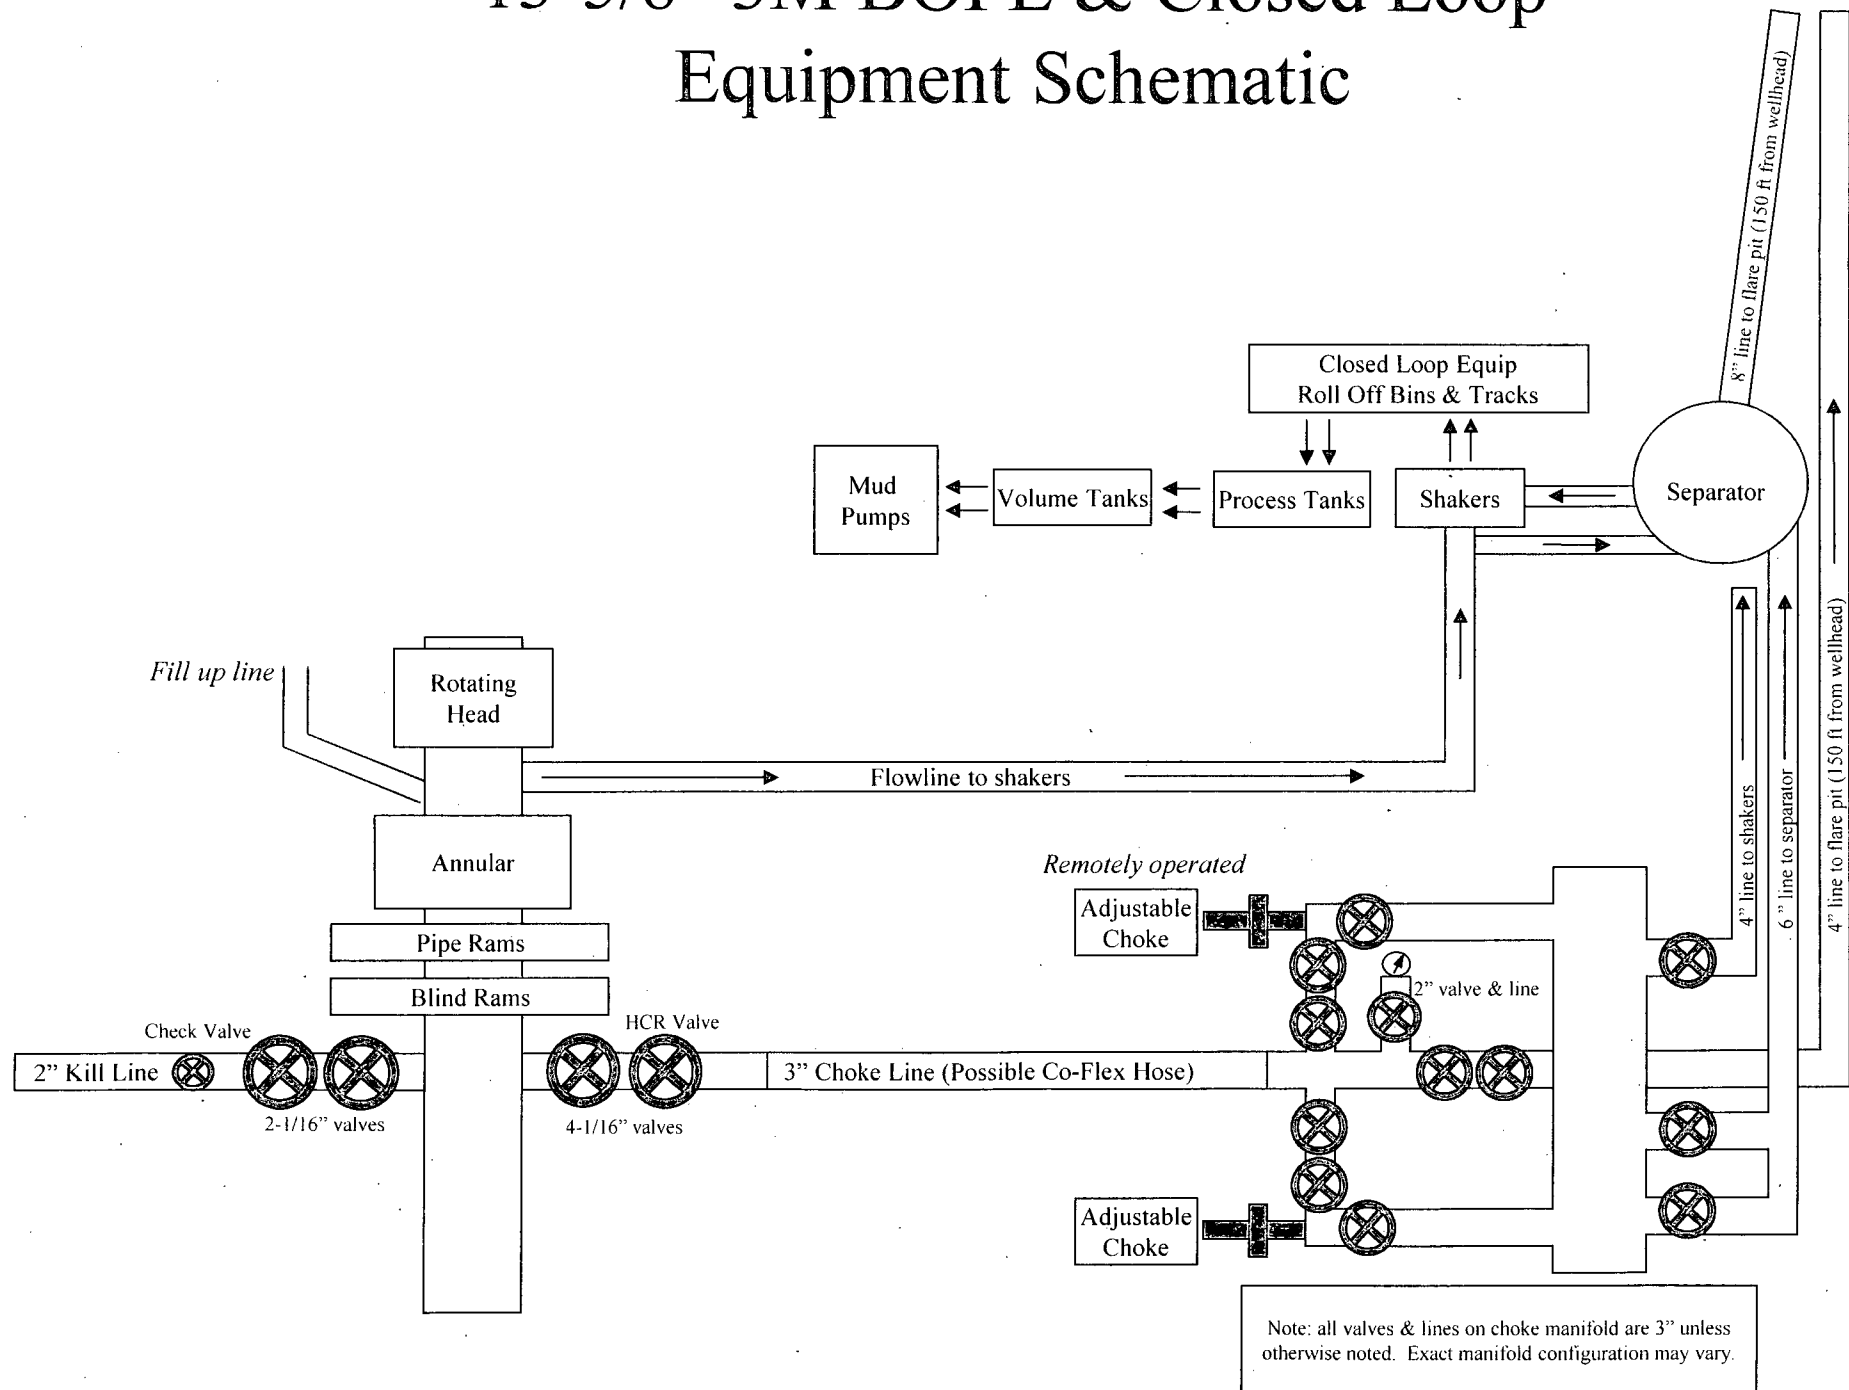 Equipment Schematic
8” line to flare pit (150 ft from wellhead)
Closed Loop Equip
Roll Off Bins & Tracks
Mud
Pumps
Volume Tanks
Process Tanks
Shakers
Separator
Fill up line
Rotating
Head
Flowline to shakers
Annular
Pipe Rams
Blind Rams
Check Valve
HCR Valve
2” Kill Line
3” Choke Line (Possible Co-Flex Hose)
2-1/16” valves
4-1/16” valves
Remotely operated
Adjustable
Choke
2” valve & line
Adjustable
Choke
4” line to shakers
6” line to separator
4” line to flare pit (150 ft from wellhead)
Note: all valves & lines on choke manifold are 3” unless
otherwise noted. Exact manifold configuration may vary.